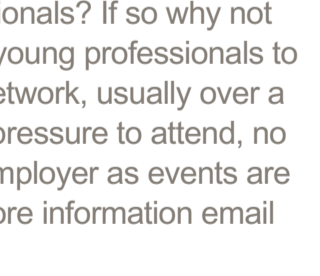 ionals? If so why not
young professionals to
etwork, usually over a
pressure to attend, no
mployer as events are
ore information email